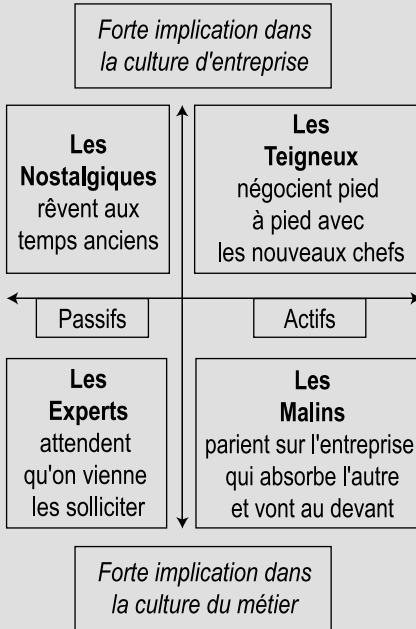 Forte implication dans
la culture d'entreprise
Les
Nostalgiques
rêvent aux
temps anciens
Les
Teigneux
négocient pied
à pied avec
les nouveaux chefs
Passifs
Actifs
Les
Experts
attendent
qu'on vienne
les solliciter
Les
Malins
parient sur l'entreprise
qui absorbe l'autre
et vont au devant
Forte implication dans
la culture du métier